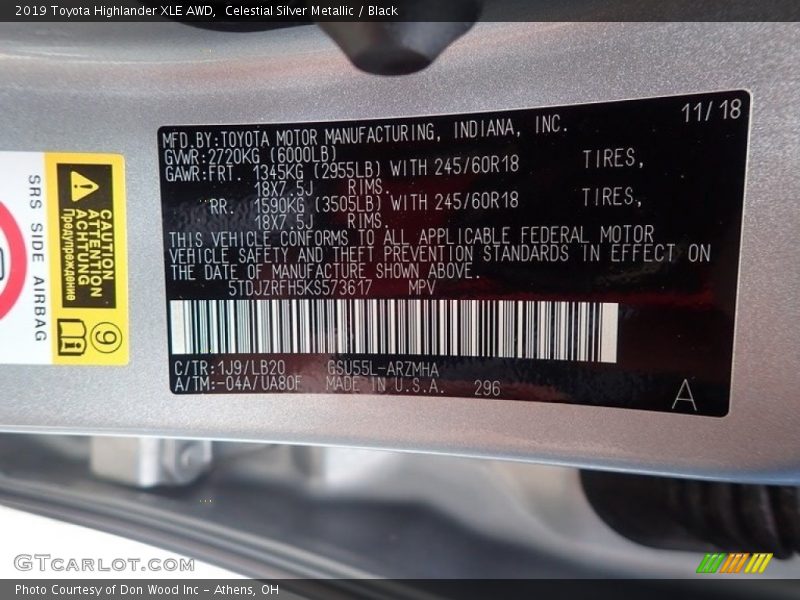 2019 Toyota Highlander XLE AWD,  Celestial Silver Metallic / Black
11/18
MFD.BY:TOYOTA MOTOR MANUFACTURING, INDIANA, INC.
GVWR:2720KG (6000LB)
GAWR:FRT. 1345KG (2955LB) WITH 245/60R18 TIRES,
18X7.5J RIMS.
RR. 1590KG (3505LB) WITH 245/60R18 TIRES,
18X7.5J RIMS.
THIS VEHICLE CONFORMS TO ALL APPLICABLE FEDERAL MOTOR
VEHICLE SAFETY AND THEFT PREVENTION STANDARDS IN EFFECT ON
THE DATE OF MANUFACTURE SHOWN ABOVE.
5TDJZRFH5KS573617 MPV
C/TR:1J9/LB20 GSU55L-ARZMHA
A/TM:-04A/UA80F MADE IN U.S.A. 296
A
SRS SIDE AIRBAG
CAUTION
ATTENTION
ACHTUNG
Предупреждение
9
GTCARLOT.COM
Photo Courtesy of Don Wood Inc - Athens, OH